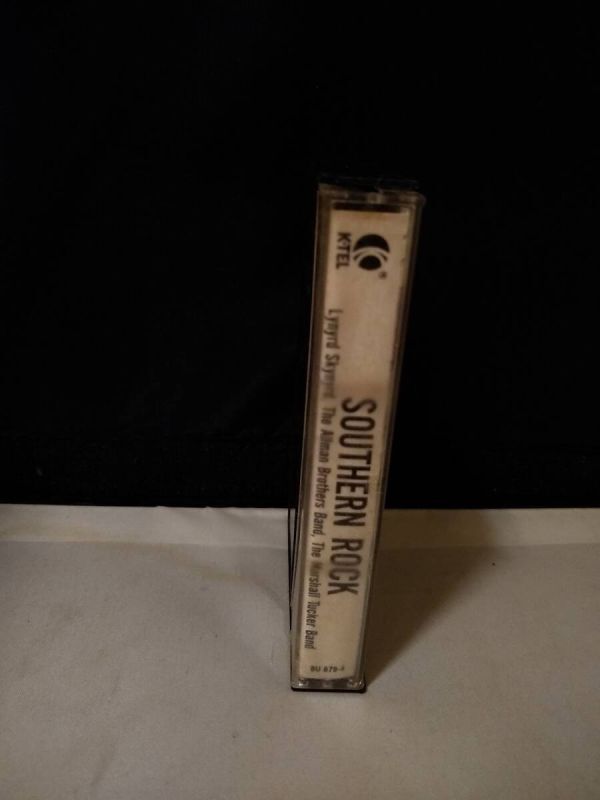 K-TEL
®
SOUTHERN ROCK
Lynyrd Skynyrd, The Allman Brothers Band, The Marshall Tucker Band